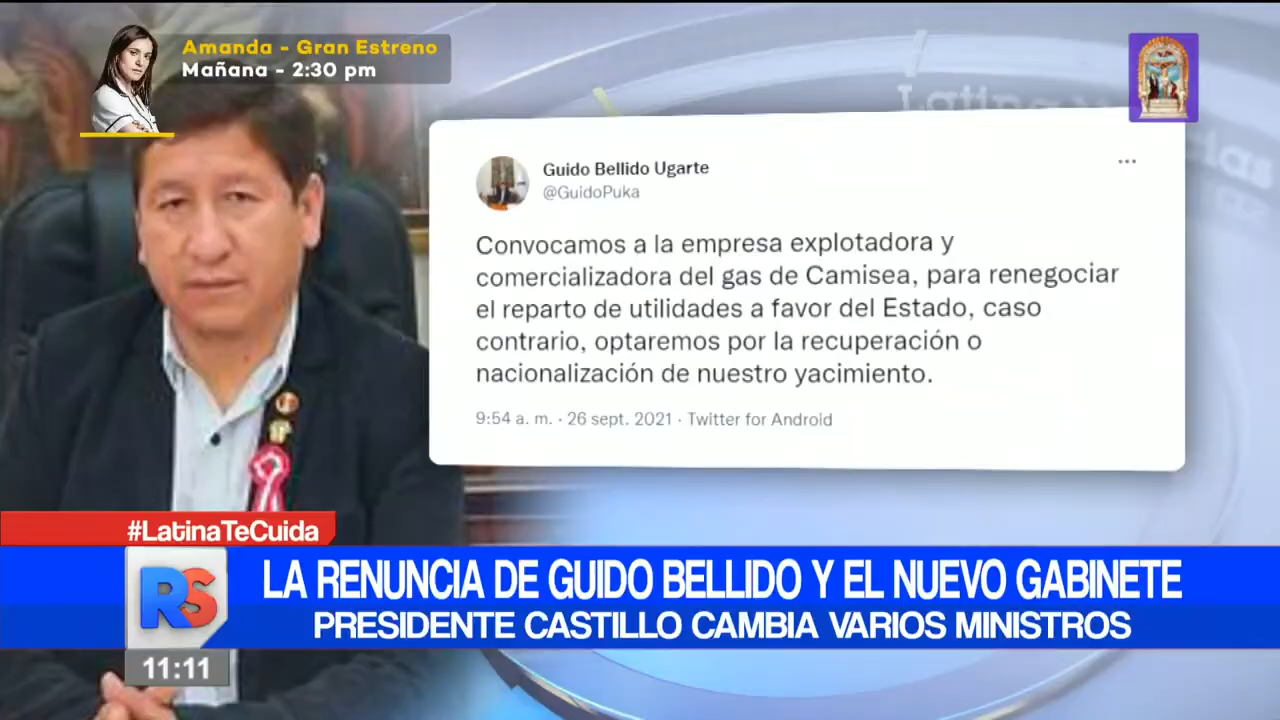 Amanda - Gran Estreno
Mañana - 2:30 pm
Guido Bellido Ugarte
@GuidoPuka
Convocamos a la empresa explotadora y
comercializadora del gas de Camisea, para renegociar
el reparto de utilidades a favor del Estado, caso
contrario, optaremos por la recuperación o
nacionalización de nuestro yacimiento.
9:54 a. m. · 26 sept. 2021 · Twitter for Android
#LatinaTeCuida
RS
LA RENUNCIA DE GUIDO BELLIDO Y EL NUEVO GABINETE
PRESIDENTE CASTILLO CAMBIA VARIOS MINISTROS
11:11